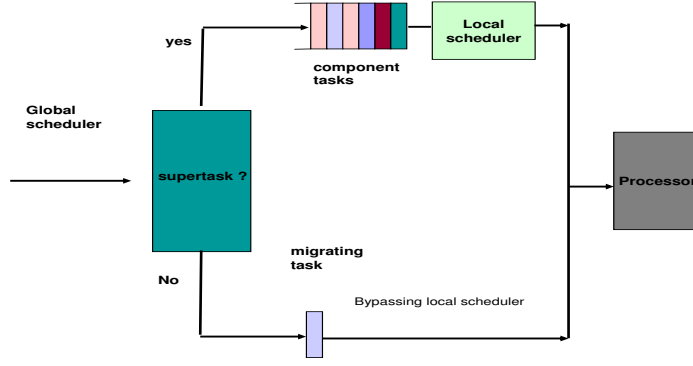 yes
Local
scheduler
component
tasks
Global
scheduler
supertask ?
Processor
No
migrating
task
Bypassing local scheduler